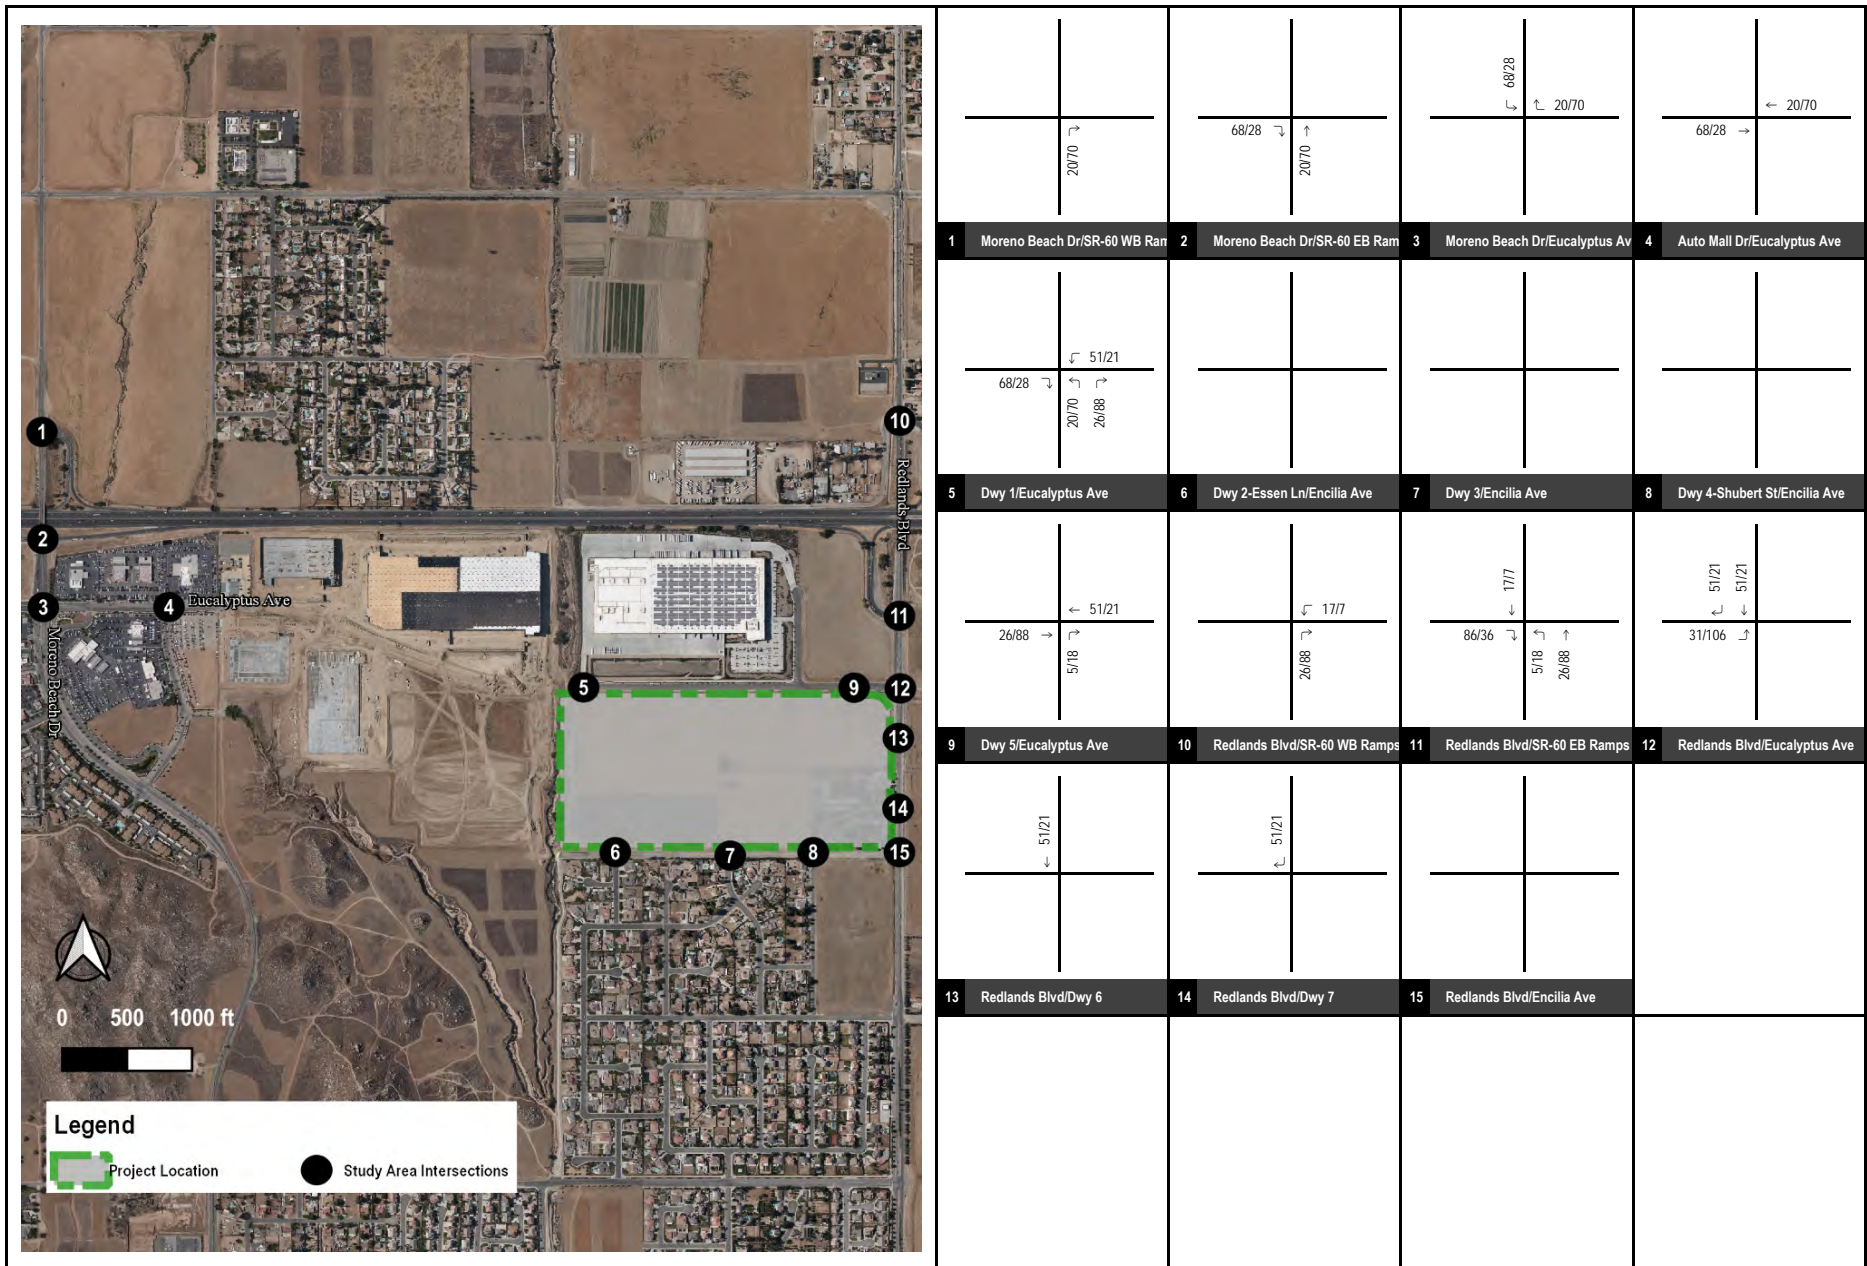 1
2
3
4
Eucalyptus Ave
Moreno Beach Dr
10
Redlands Blvd
11
5
9
12
13
14
6
7
8
15
0 500 1000 ft
Legend
Project Location
Study Area Intersections
20/70
1 Moreno Beach Dr/SR-60 WB Ram
68/28
20/70
2 Moreno Beach Dr/SR-60 EB Ram
68/28
20/70
3 Moreno Beach Dr/Eucalyptus Av
20/70
68/28
4 Auto Mall Dr/Eucalyptus Ave
51/21
68/28
20/70
26/88
5 Dwy 1/Eucalyptus Ave
6 Dwy 2-Essen Ln/Encilia Ave
7 Dwy 3/Encilia Ave
8 Dwy 4-Shubert St/Encilia Ave
51/21
26/88
5/18
9 Dwy 5/Eucalyptus Ave
17/7
26/88
10 Redlands Blvd/SR-60 WB Ramps
17/7
86/36
5/18
26/88
11 Redlands Blvd/SR-60 EB Ramps
51/21
51/21
31/106
12 Redlands Blvd/Eucalyptus Ave
51/21
13 Redlands Blvd/Dwy 6
51/21
14 Redlands Blvd/Dwy 7
15 Redlands Blvd/Encilia Ave